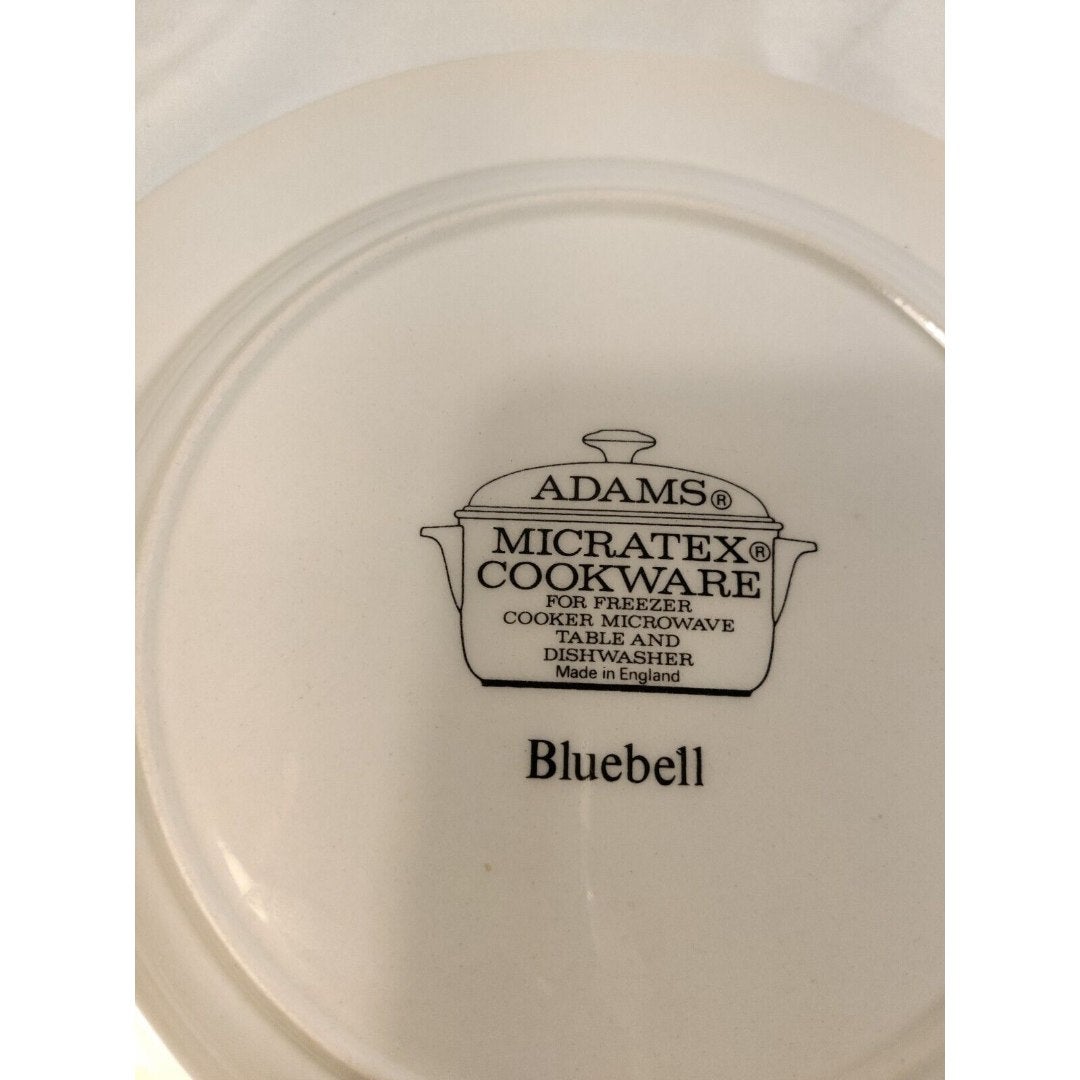 ADAMS®
MICRATEX®
COOKWARE
FOR FREEZER
COOKER MICROWAVE
TABLE AND
DISHWASHER
Made in England
Bluebell